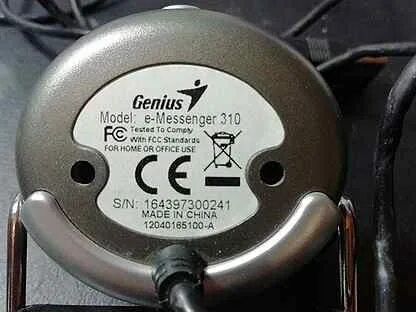 Genius
Model: e-Messenger 310
FC Tested To Comply
With FCC Standards
FOR HOME OR OFFICE USE
CE
S/N: 164397300241
MADE IN CHINA
12040165100-A